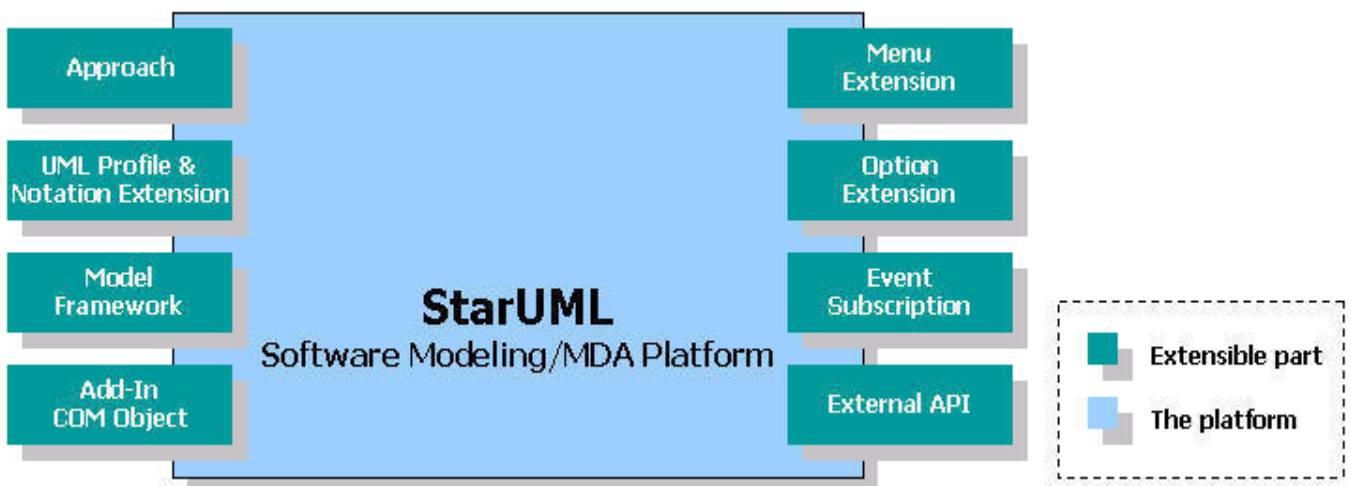 Approach
UML Profile &
Notation Extension
Model
Framework
Add-In
COM Object
StarUML
Software Modeling/MDA Platform
Menu
Extension
Option
Extension
Event
Subscription
External API
Extensible part
The platform